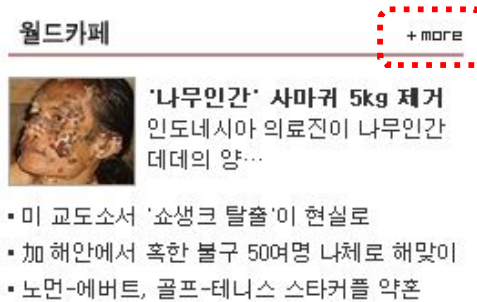 월드카페 +more
'나무인간' 사마귀 5kg 제거
인도네시아 의료진이 나무인간
데데의 양…
▪ 미 교도소서 '쇼생크 탈출'이 현실로
▪ 加 해안에서 혹한 불구 50여명 나체로 해맞이
▪ 노먼-에버트, 골프-테니스 스타커플 약혼